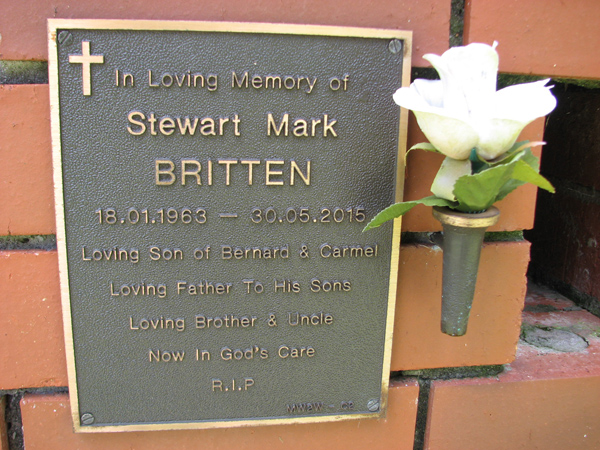 In Loving Memory of
Stewart Mark
BRITTEN
18.01.1963 — 30.05.2015
Loving Son of Bernard & Carmel
Loving Father To His Sons
Loving Brother & Uncle
Now In God's Care
R.I.P